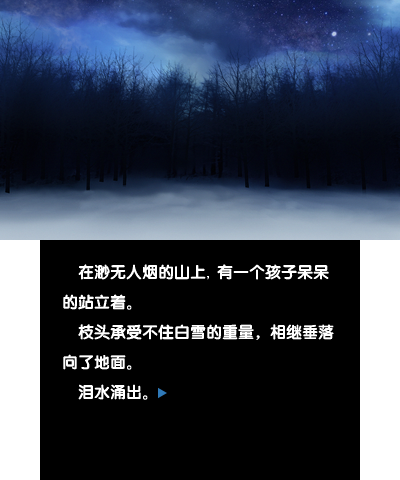 在渺无人烟的山上,有一个孩子呆呆
的站立着。
枝头承受不住白雪的重量，相继垂落
向了地面。
泪水涌出。